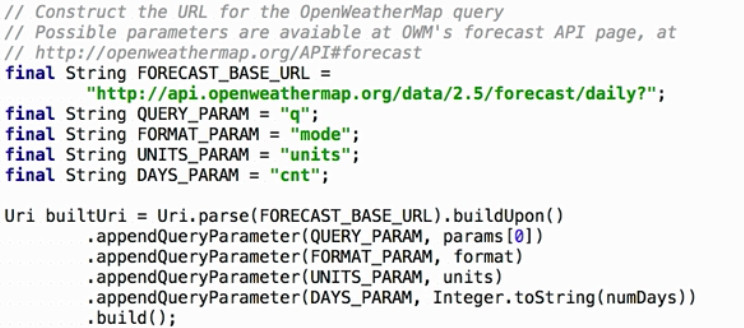 // Construct the URL for the OpenWeatherMap query
// Possible parameters are avaiable at OWM's forecast API page, at
// http://openweathermap.org/API#forecast
final String FORECAST_BASE_URL =
        "http://api.openweathermap.org/data/2.5/forecast/daily?";
final String QUERY_PARAM = "q";
final String FORMAT_PARAM = "mode";
final String UNITS_PARAM = "units";
final String DAYS_PARAM = "cnt";

Uri builtUri = Uri.parse(FORECAST_BASE_URL).buildUpon()
        .appendQueryParameter(QUERY_PARAM, params[0])
        .appendQueryParameter(FORMAT_PARAM, format)
        .appendQueryParameter(UNITS_PARAM, units)
        .appendQueryParameter(DAYS_PARAM, Integer.toString(numDays))
        .build();